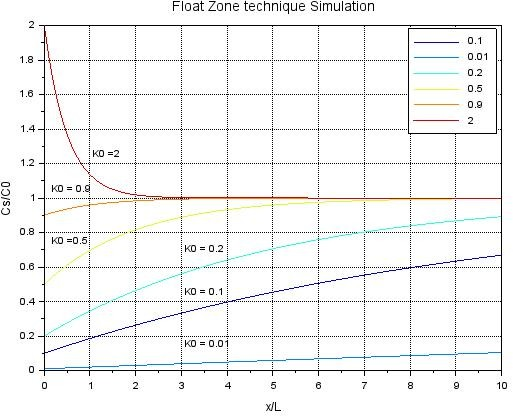 Float Zone technique Simulation
2
1.8
1.6
1.4
1.2
1
0.8
0.6
0.4
0.2
0
Cs/C0
0.1
0.01
0.2
0.5
0.9
2
K0 =2
K0 = 0.9
K0 =0.5
K0 = 0.2
K0 = 0.1
K0 = 0.01
0 1 2 3 4 5 6 7 8 9 10
x/L